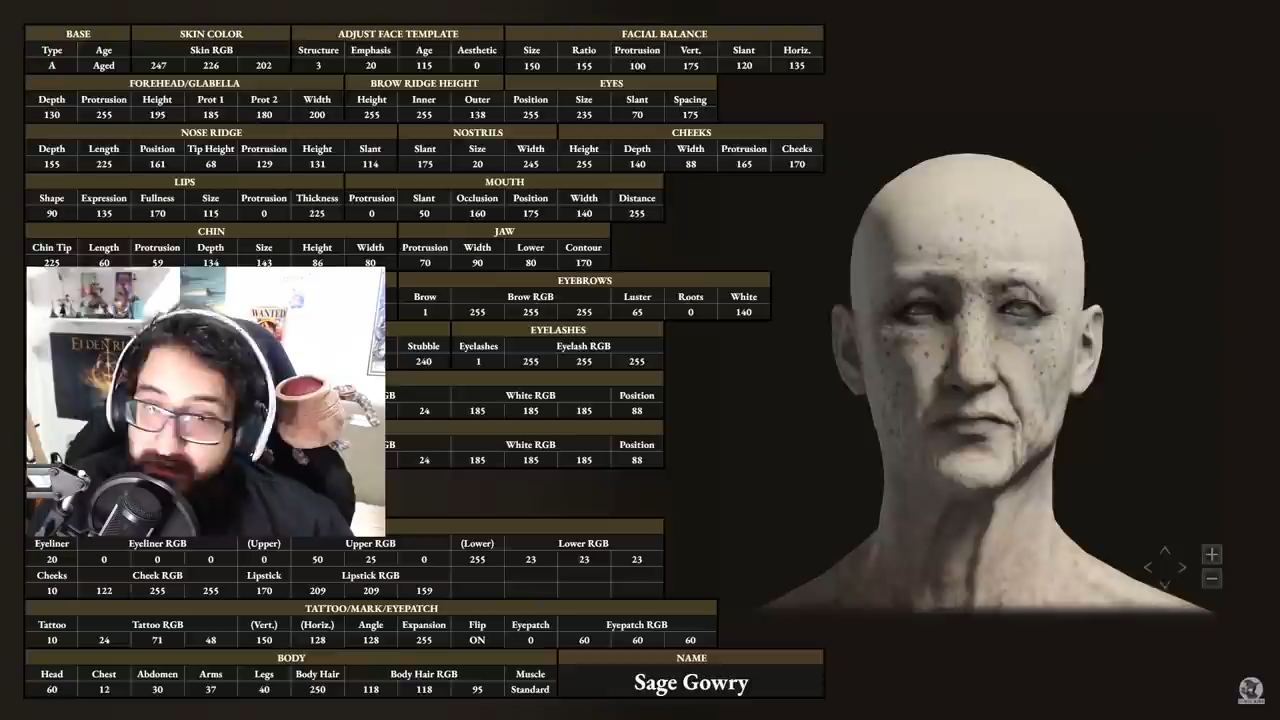 BASE SKIN COLOR ADJUST FACE TEMPLATE FACIAL BALANCE
Type Age Skin RGB Structure Emphasis Age Aesthetic Size Ratio Protrusion Vert. Slant Horiz.
A Aged 247 226 202 3 20 115 0 150 155 100 175 120 135
FOREHEAD/GLABELLA BROW RIDGE HEIGHT EYES
Depth Protrusion Height Prot 1 Prot 2 Width Height Inner Outer Position Size Slant Spacing
130 255 195 185 180 200 255 255 138 255 235 70 175
NOSE RIDGE NOSTRILS CHEEKS
Depth Length Position Tip Height Protrusion Height Slant Slant Size Width Height Depth Width Protrusion Cheeks
155 225 161 68 129 131 114 175 20 245 255 140 88 165 170
LIPS MOUTH
Shape Expression Fullness Size Protrusion Thickness Protrusion Slant Occlusion Position Width Distance
90 135 170 115 0 225 0 50 160 175 140 255
CHIN JAW
Chin Tip Length Protrusion Depth Size Height Width Protrusion Width Lower Contour
225 60 59 134 143 86 80 70 90 80 170
EYEBROWS
Brow Brow RGB Luster Roots White
1 255 255 255 65 0 140
EYELASHES
Stubble Eyelashes Eyelash RGB
240 1 255 255 255
GB White RGB Position
24 185 185 185 88
GB White RGB Position
24 185 185 185 88
WANTED
ELDEN RI
Eyeliner Eyeliner RGB (Upper) Upper RGB (Lower) Lower RGB
20 0 0 0 0 50 25 0 255 23 23 23
Cheeks Cheek RGB Lipstick Lipstick RGB
10 122 255 255 170 209 209 159
TATTOO/MARK/EYEPATCH
Tattoo Tattoo RGB (Vert.) (Horiz.) Angle Expansion Flip Eyepatch Eyepatch RGB
10 24 71 48 150 128 128 255 ON 0 60 60 60
BODY NAME
Head Chest Abdomen Arms Legs Body Hair Body Hair RGB Muscle
60 12 30 37 40 250 118 118 95 Standard
Sage Gowry